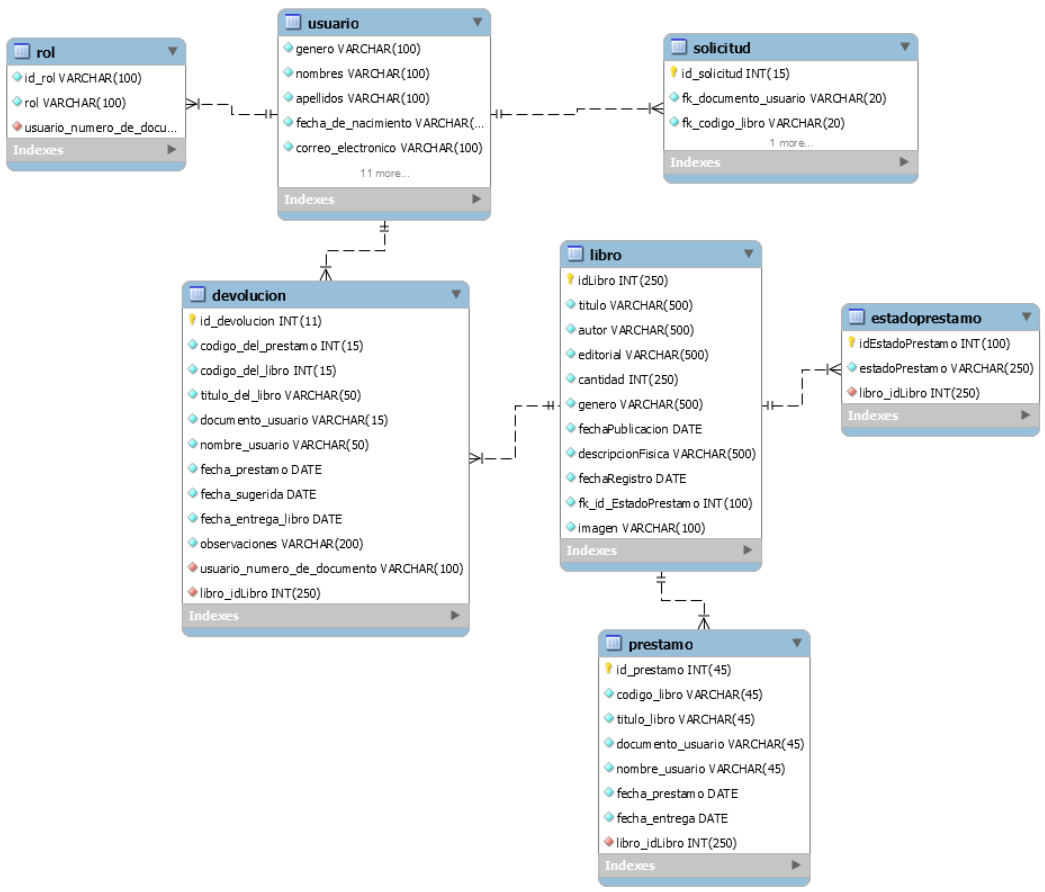 rol
id_rol VARCHAR(100)
rol VARCHAR(100)
usuario_numero_de_docu...
Indexes
usuario
genero VARCHAR(100)
nombres VARCHAR(100)
apellidos VARCHAR(100)
fecha_de_nacimiento VARCHAR(...
correo_electronico VARCHAR(100)
11 more...
Indexes
solicitud
id_solicitud INT(15)
fk_documento_usuario VARCHAR(20)
fk_codigo_libro VARCHAR(20)
1 more...
Indexes
devolucion
id_devolucion INT(11)
codigo_del_prestamo INT(15)
codigo_del_libro INT(15)
titulo_del_libro VARCHAR(50)
documento_usuario VARCHAR(15)
nombre_usuario VARCHAR(50)
fecha_prestamo DATE
fecha_sugerida DATE
fecha_entrega_libro DATE
observaciones VARCHAR(200)
usuario_numero_de_documento VARCHAR(100)
libro_idLibro INT(250)
Indexes
libro
idLibro INT(250)
titulo VARCHAR(500)
autor VARCHAR(500)
editorial VARCHAR(500)
cantidad INT(250)
genero VARCHAR(500)
fechaPublicacion DATE
descripcionFisica VARCHAR(500)
fechaRegistro DATE
fk_id_EstadoPrestamo INT(100)
imagen VARCHAR(100)
Indexes
estadoprestamo
idEstadoPrestamo INT(100)
estadoPrestamo VARCHAR(250)
libro_idLibro INT(250)
Indexes
prestamo
id_prestamo INT(45)
codigo_libro VARCHAR(45)
titulo_libro VARCHAR(45)
documento_usuario VARCHAR(45)
nombre_usuario VARCHAR(45)
fecha_prestamo DATE
fecha_entrega DATE
libro_idLibro INT(250)
Indexes